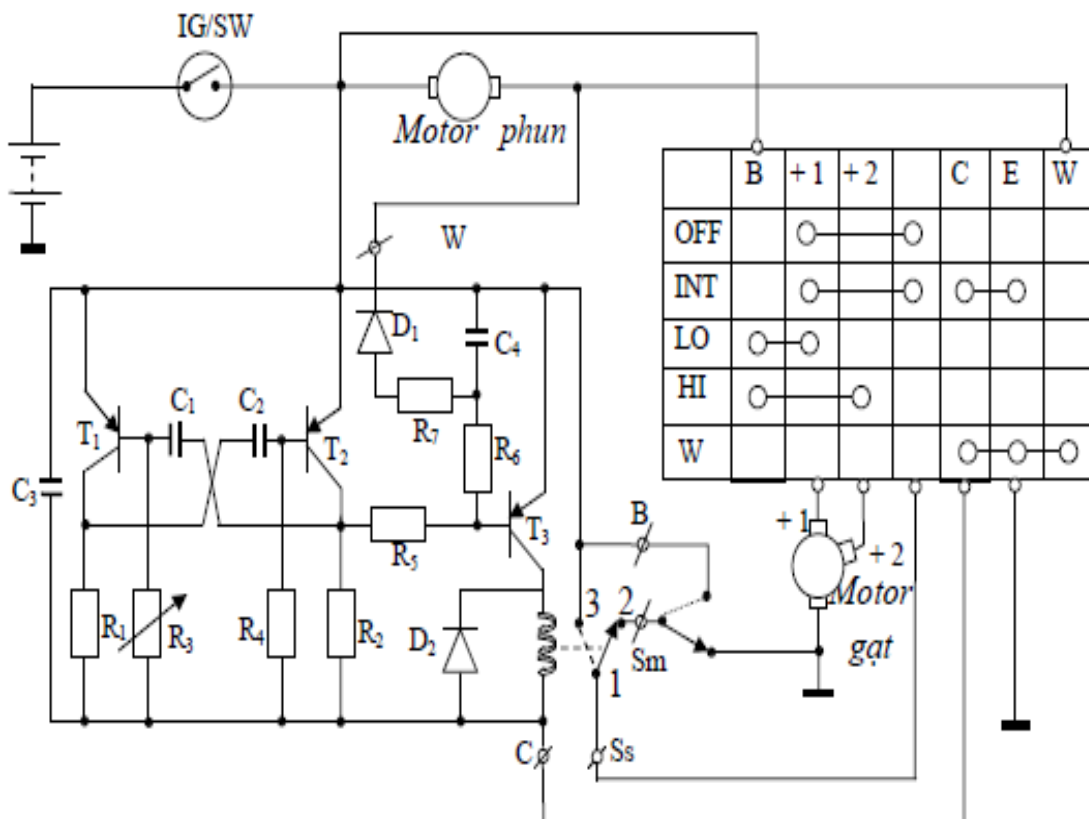 IG/SW
Motor phun
B +1 +2 C E W
OFF
INT
LO
HI
W
W
D₁
C₄
R₇
R₆
C₁ C₂
T₁ T₂
C₃
R₅
T₃
B
R₁ R₃ R₄ R₂
D₂
3 2
Sm
1
+1
+2
Motor
gạt
C Ss